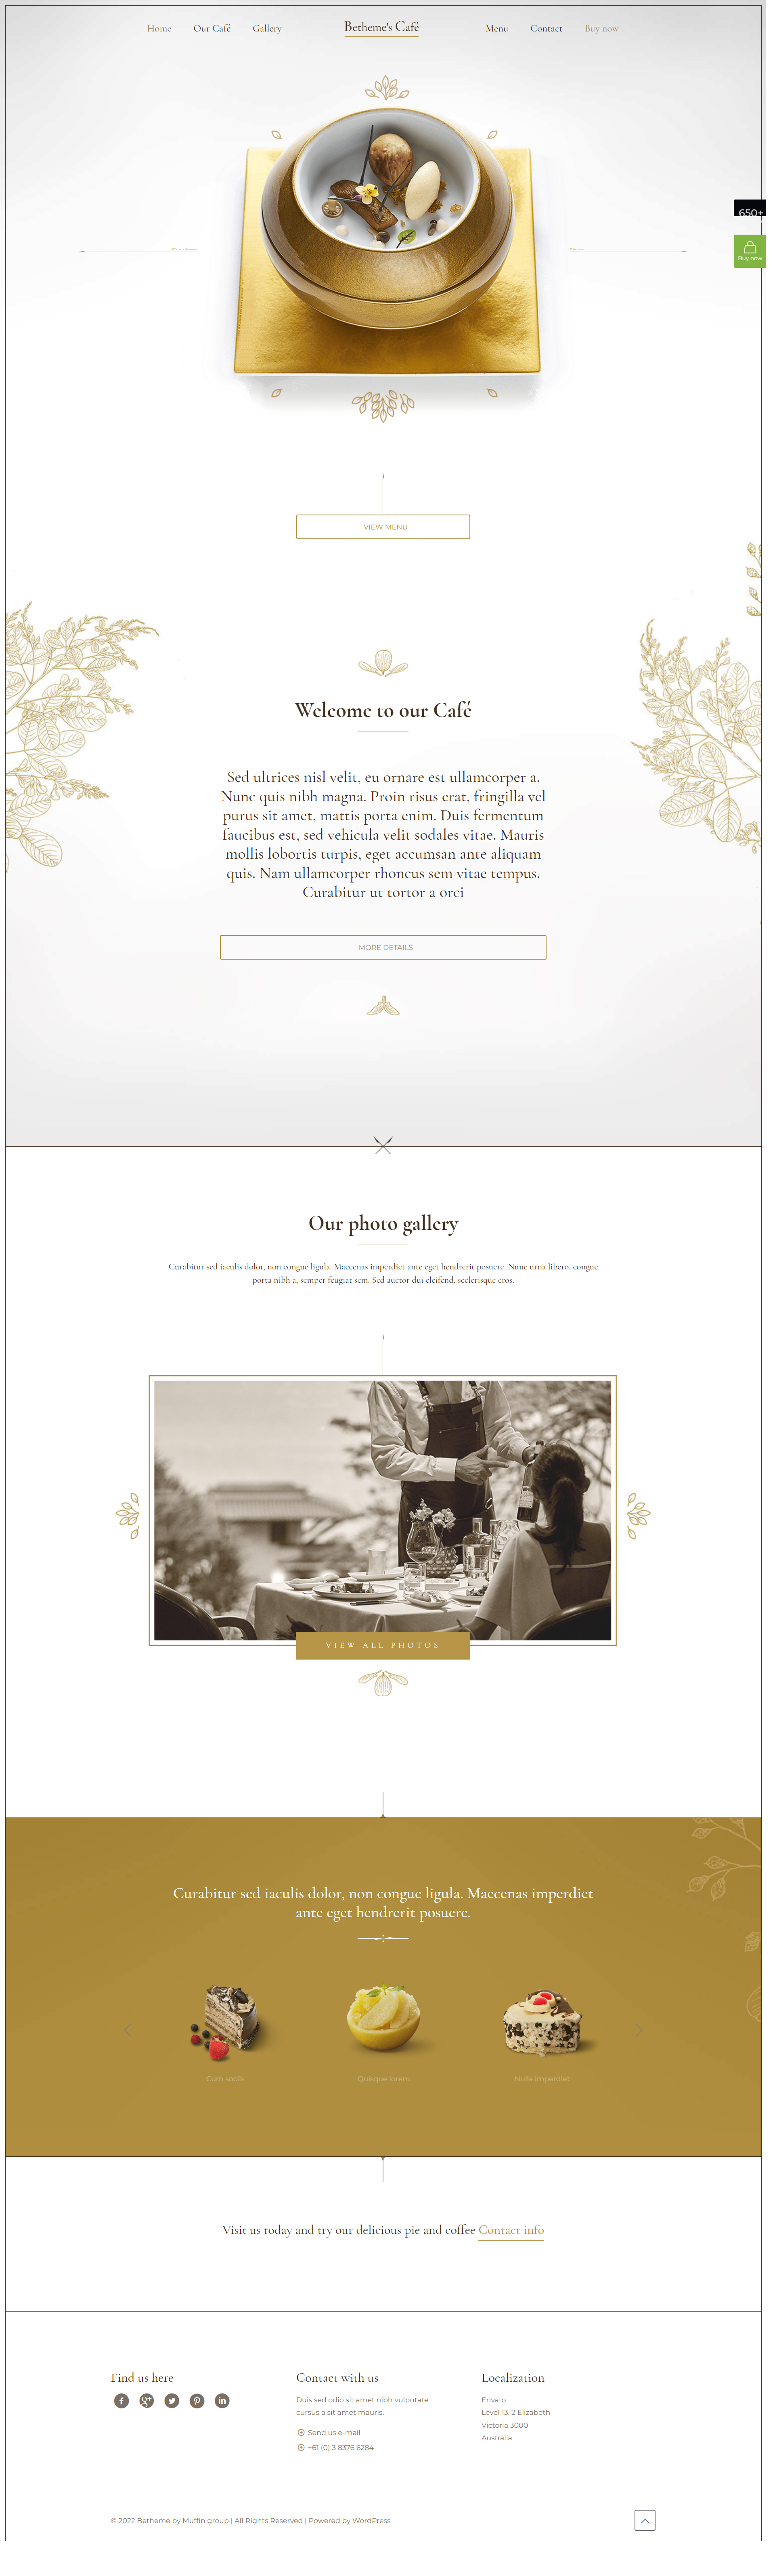 Home
Our Café
Gallery
Betheme's Café
Menu
Contact
Buy now
650+
Buy now
VIEW MENU
Welcome to our Café
Sed ultrices nisl velit, eu ornare est ullamcorper a.
Nunc quis nibh magna. Proin risus erat, fringilla vel
purus sit amet, mattis porta enim. Duis fermentum
faucibus est, sed vehicula velit sodales vitae. Mauris
mollis lobortis turpis, eget accumsan ante aliquam
quis. Nam ullamcorper rhoncus sem vitae tempus.
Curabitur ut tortor a orci
MORE DETAILS
Our photo gallery
Curabitur sed iaculis dolor, non congue ligula. Maecenas imperdiet ante eget hendrerit posuere. Nunc urna libero, congue
porta nibh a, semper feugiat sem. Sed auctor dui eleifend, scelerisque eros.
VIEW ALL PHOTOS
Curabitur sed iaculis dolor, non congue ligula. Maecenas imperdiet
ante eget hendrerit posuere.
Cum sociis
Quisque lorem
Nulla imperdiet
Visit us today and try our delicious pie and coffee Contact info
Find us here
Contact with us
Duis sed odio sit amet nibh vulputate
cursus a sit amet mauris.
Send us e-mail
+61 (0) 3 8376 6284
Localization
Envato
Level 13, 2 Elizabeth
Victoria 3000
Australia
© 2022 Betheme by Muffin group | All Rights Reserved | Powered by WordPress